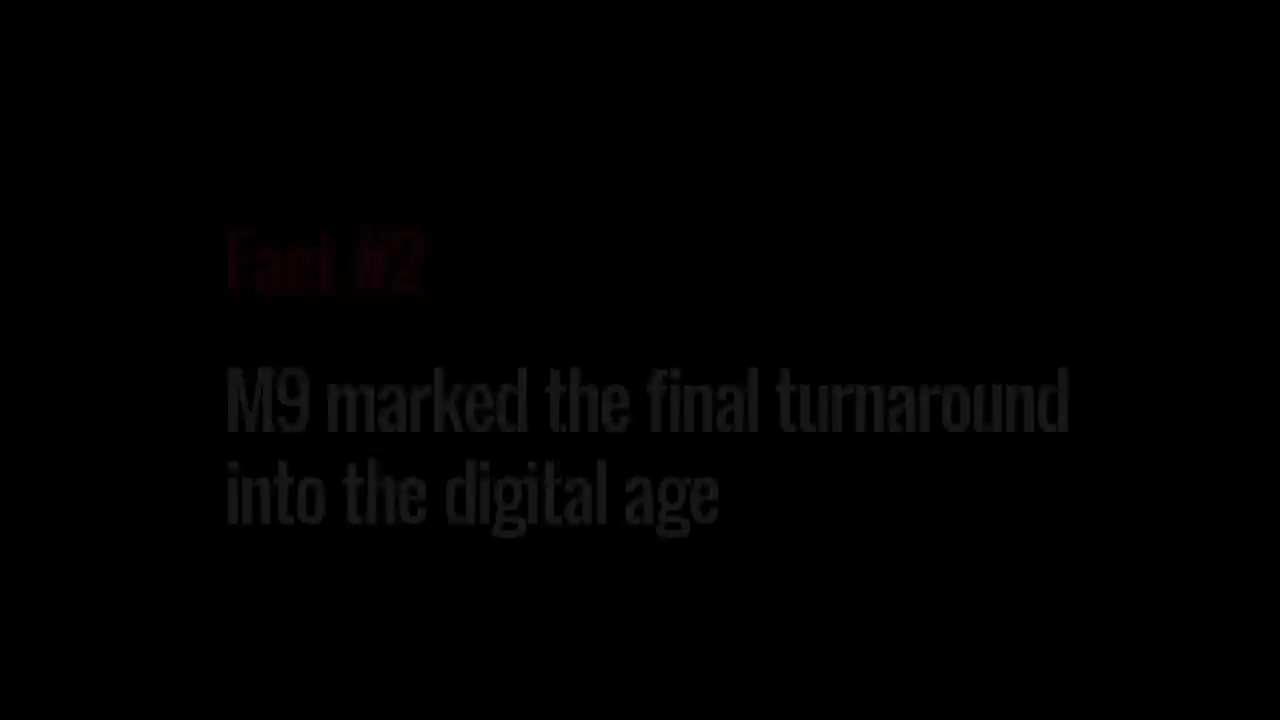 Fact #2
M9 marked the final turnaround
into the digital age